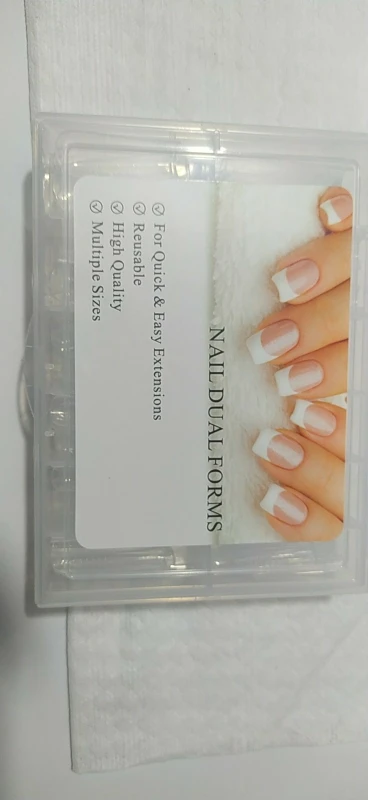 NAIL DUAL FORMS
For Quick & Easy Extensions
Reusable
High Quality
Multiple Sizes